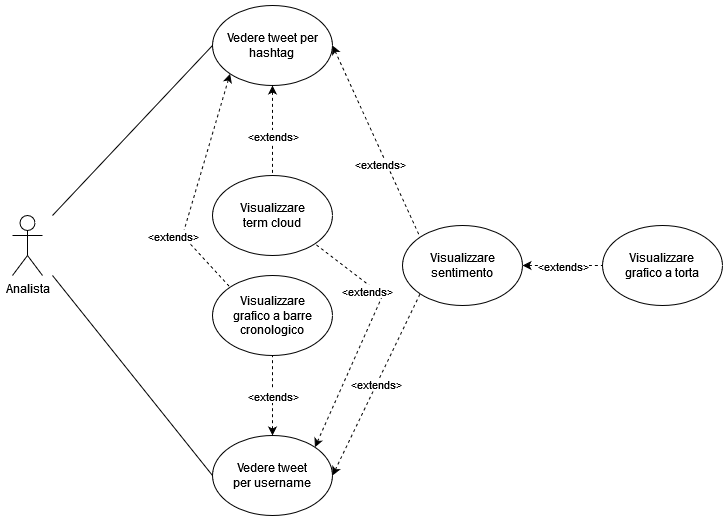 Vedere tweet per
hashtag
<extends>
<extends>
Visualizzare
term cloud
<extends>
Analista
Visualizzare
sentimento
<extends>
Visualizzare
grafico a torta
<extends>
Visualizzare
grafico a barre
cronologico
<extends>
<extends>
Vedere tweet
per username